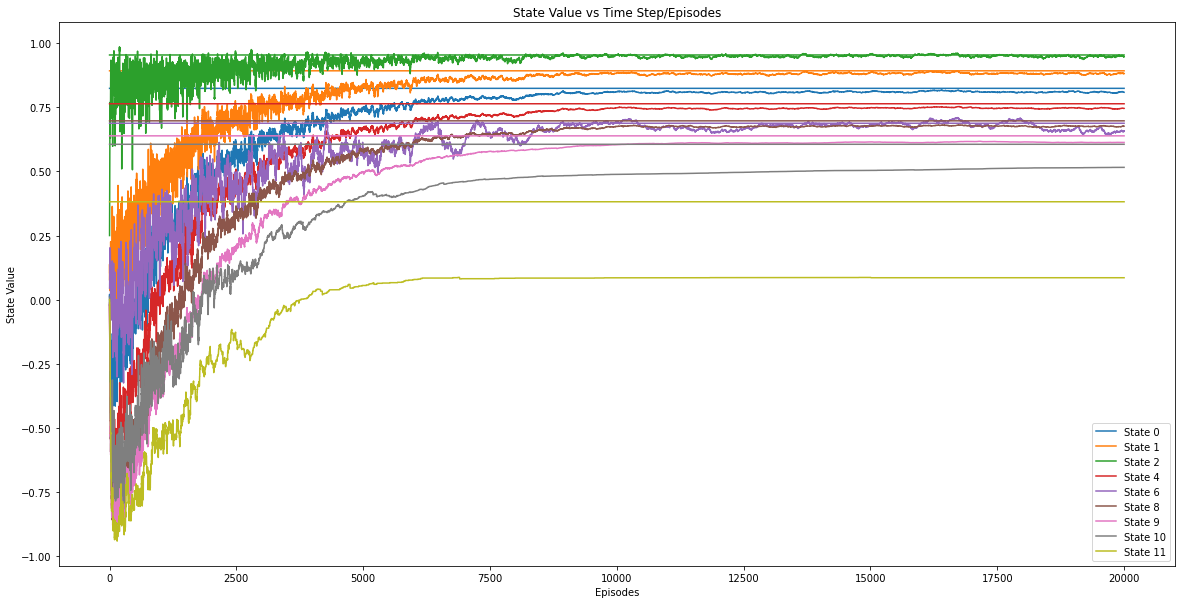 State Value vs Time Step/Episodes
State Value
1.00
0.75
0.50
0.25
0.00
−0.25
−0.50
−0.75
−1.00
State 0
State 1
State 2
State 4
State 6
State 8
State 9
State 10
State 11
0 2500 5000 7500 10000 12500 15000 17500 20000
Episodes